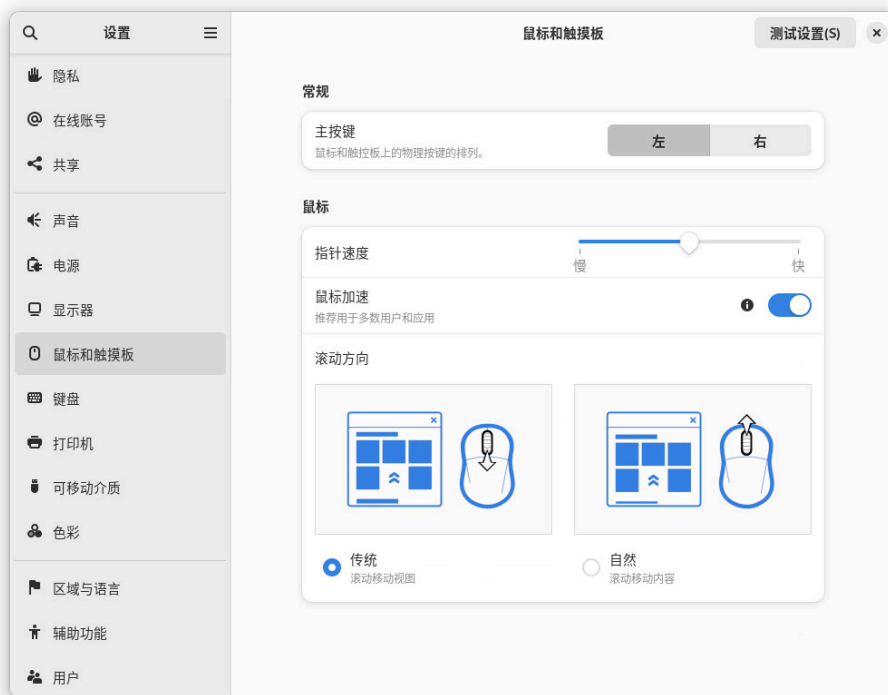 设置
隐私
在线账号
共享
声音
电源
显示器
鼠标和触摸板
键盘
打印机
可移动介质
色彩
区域与语言
辅助功能
用户
鼠标和触摸板
测试设置(S)
常规
主按键
鼠标和触控板上的物理按键的排列。
左
右
鼠标
指针速度
慢
快
鼠标加速
推荐用于多数用户和应用
滚动方向
传统
滚动移动视图
自然
滚动移动内容